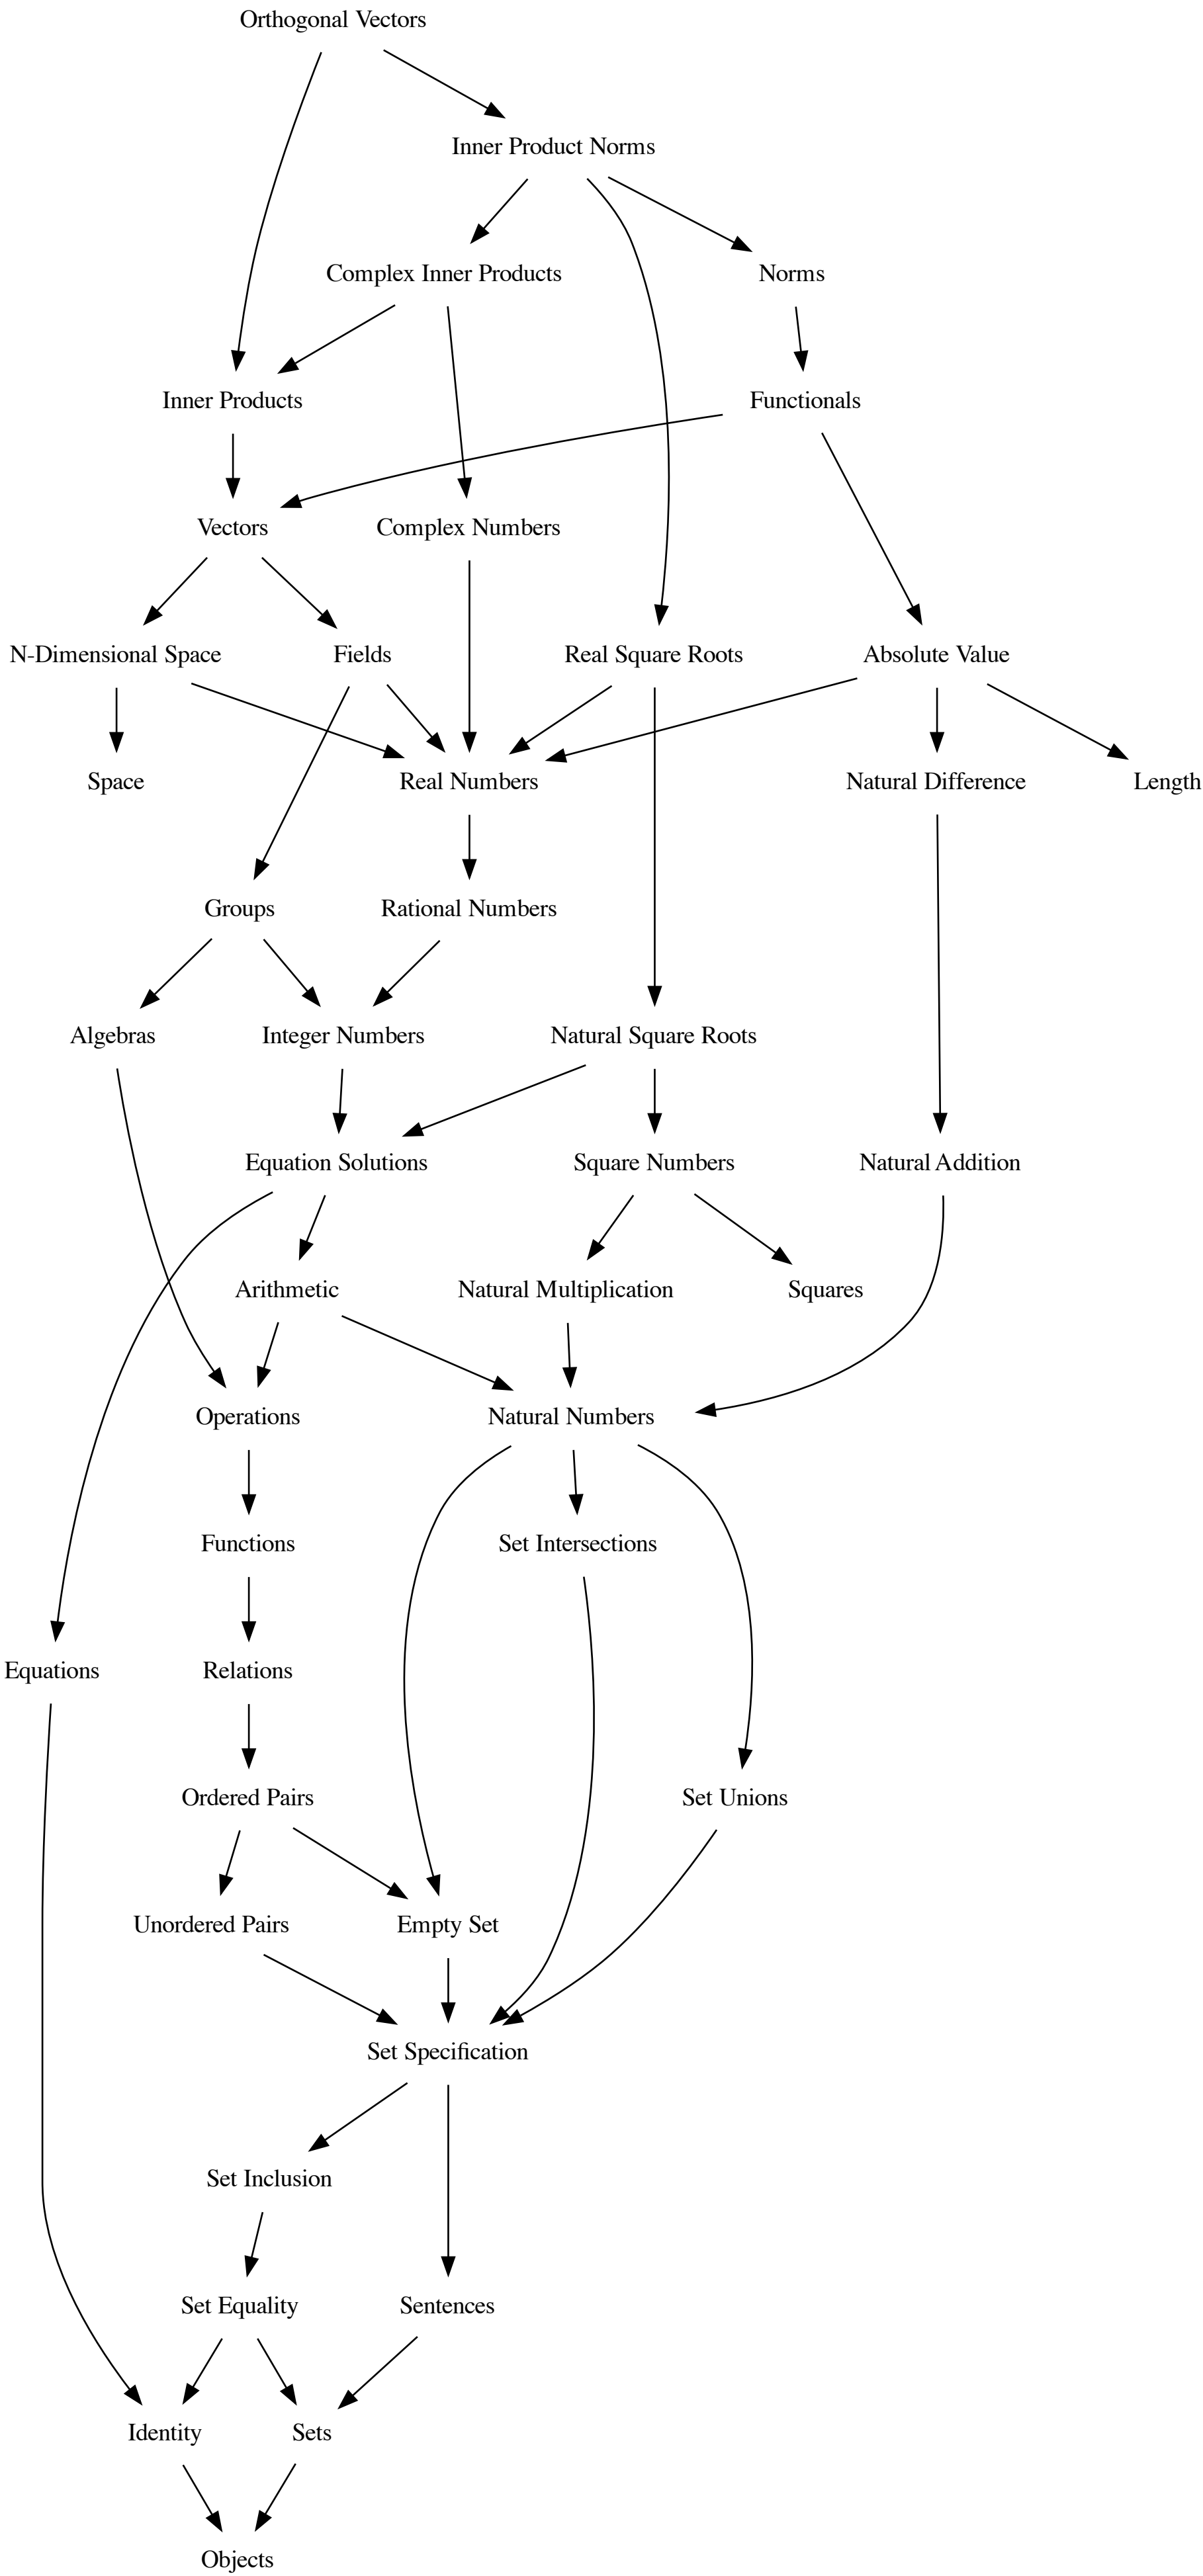 Orthogonal Vectors
Inner Product Norms
Complex Inner Products
Norms
Inner Products
Functionals
Vectors
Complex Numbers
N-Dimensional Space
Fields
Real Square Roots
Absolute Value
Space
Real Numbers
Natural Difference
Length
Groups
Rational Numbers
Algebras
Integer Numbers
Natural Square Roots
Equation Solutions
Square Numbers
Natural Addition
Arithmetic
Natural Multiplication
Squares
Operations
Natural Numbers
Functions
Set Intersections
Equations
Relations
Ordered Pairs
Set Unions
Unordered Pairs
Empty Set
Set Specification
Set Inclusion
Set Equality
Sentences
Identity
Sets
Objects